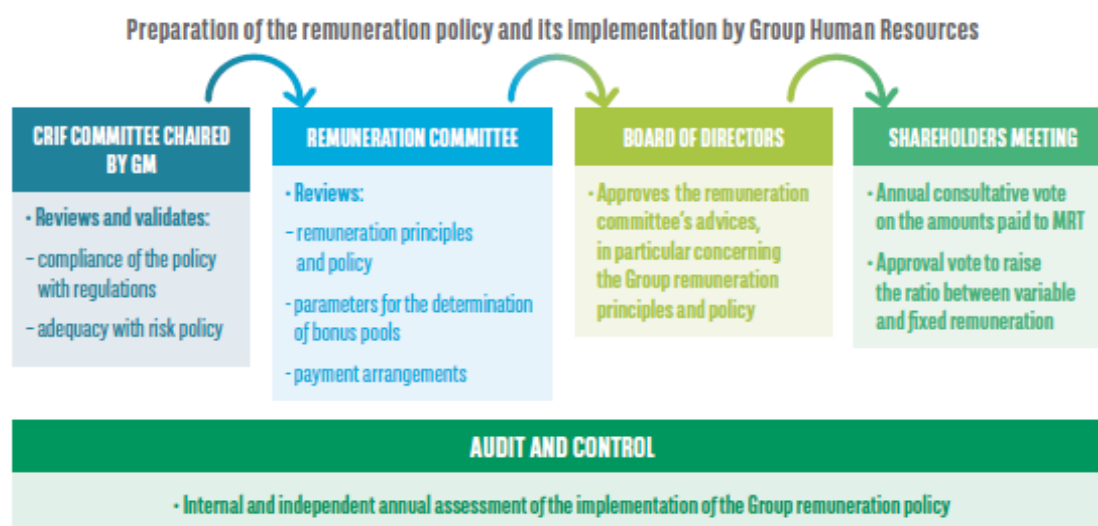 Preparation of the remuneration policy and its implementation by Group Human Resources
CRIF COMMITTEE CHAIRED
BY GM
• Reviews and validates:
– compliance of the policy
with regulations
– adequacy with risk policy
REMUNERATION COMMITTEE
• Reviews:
– remuneration principles
and policy
- parameters for the determination
of bonus pools
- payment arrangements
BOARD OF DIRECTORS
• Approves the remuneration
committee's advices,
in particular concerning
the Group remuneration
principles and policy
SHAREHOLDERS MEETING
• Annual consultative vote
on the amounts paid to MRT
• Approval vote to raise
the ratio between variable
and fixed remuneration
AUDIT AND CONTROL
• Internal and independent annual assessment of the implementation of the Group remuneration policy